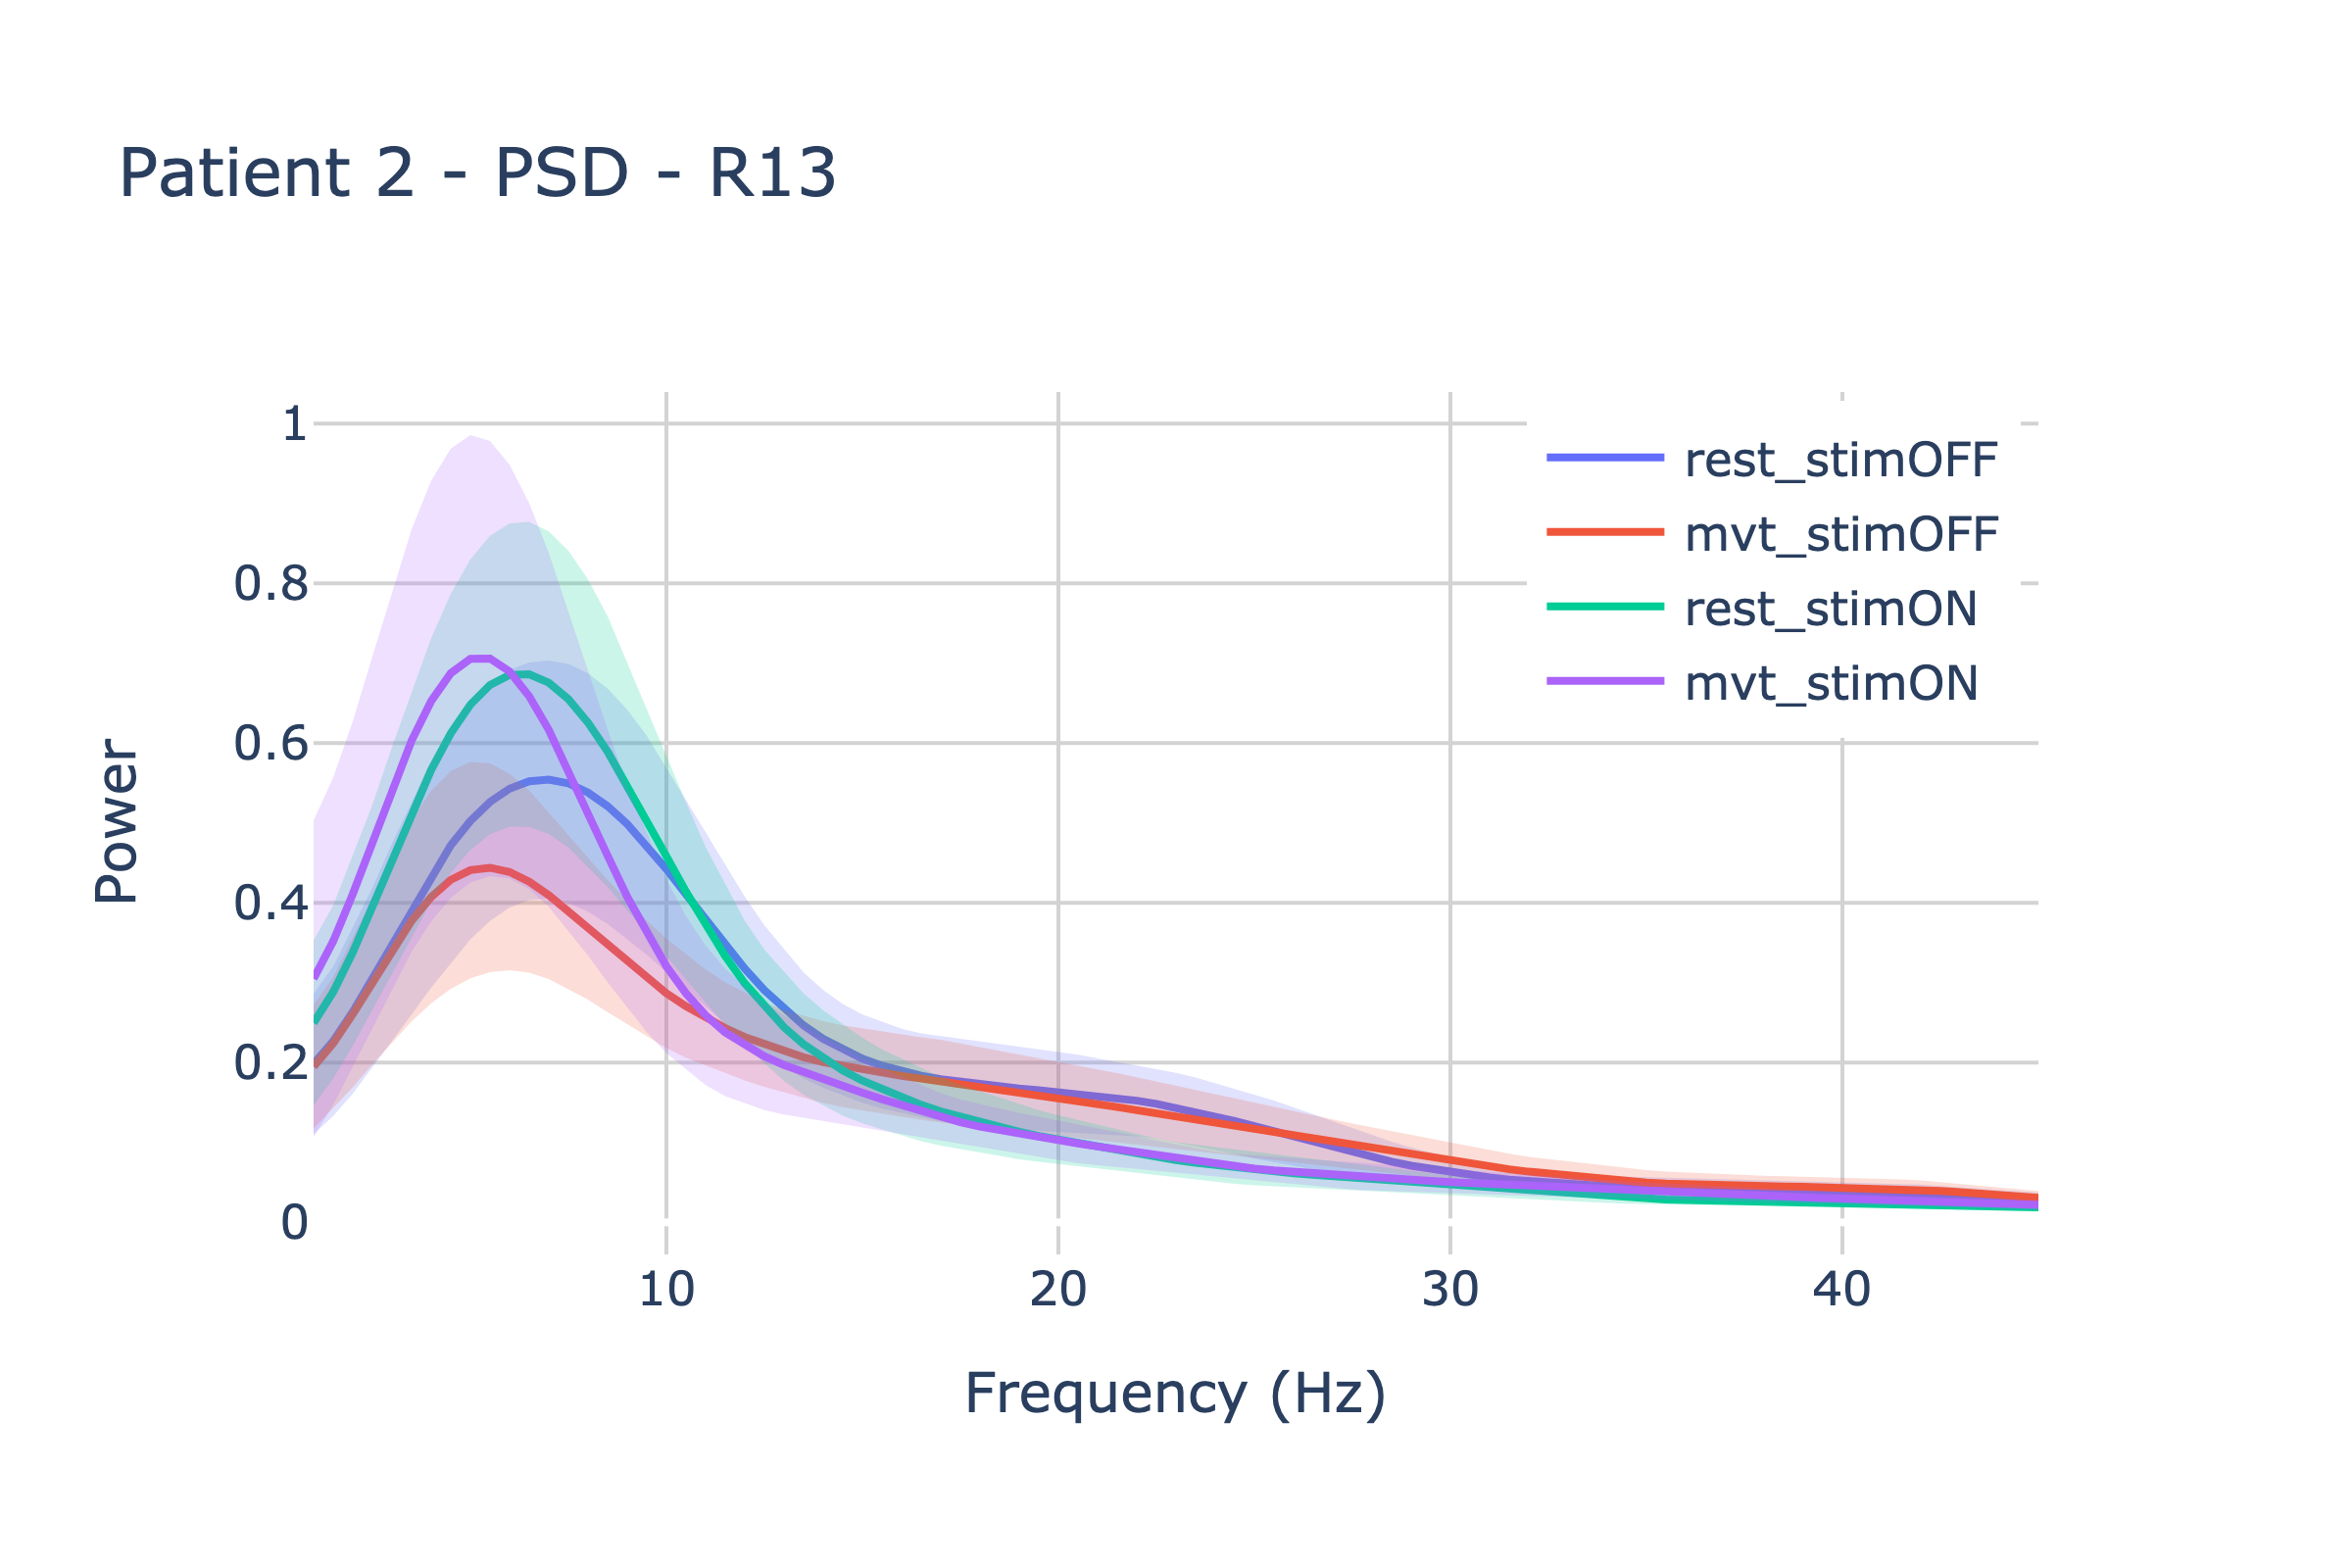 Patient 2 - PSD - R13
1
0.8
0.6
0.4
0.2
0
Power
10
20
30
40
Frequency (Hz)
rest_stimOFF
mvt_stimOFF
rest_stimON
mvt_stimON